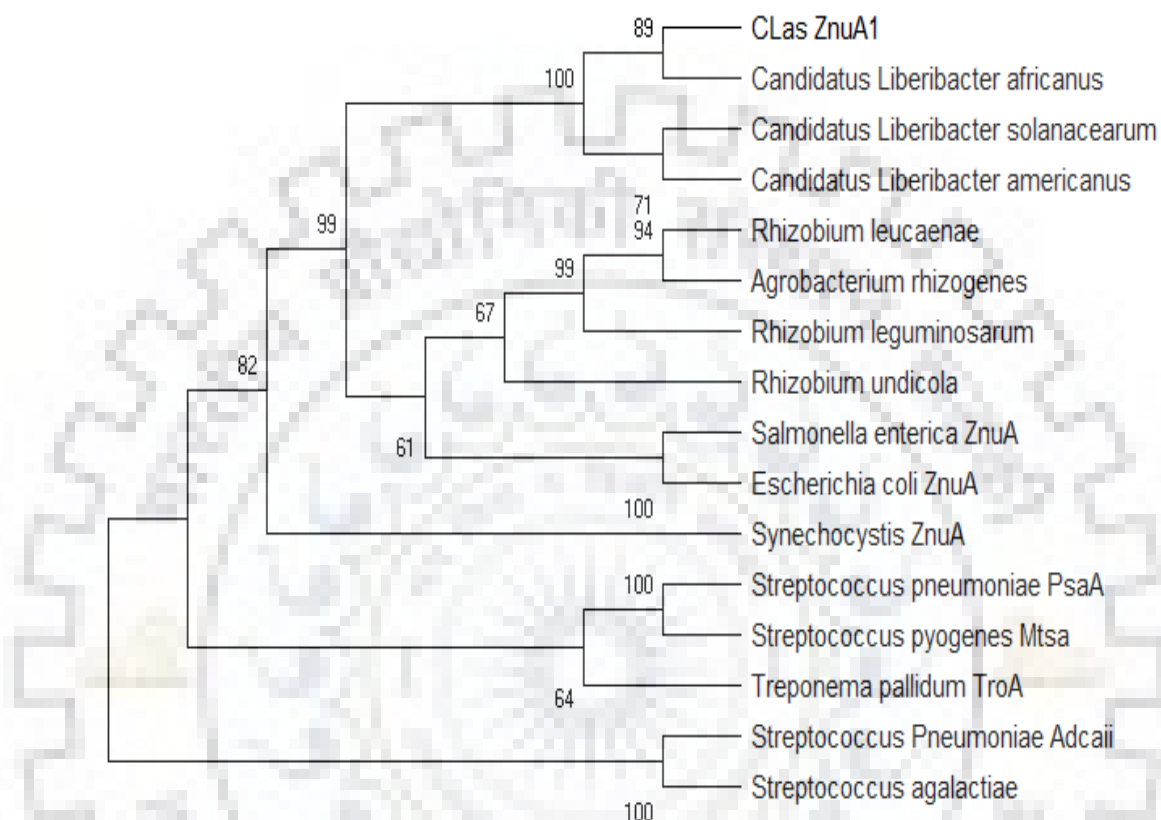 89
CLas ZnuA1
100
Candidatus Liberibacter africanus
Candidatus Liberibacter solanacearum
Candidatus Liberibacter americanus
71
99
94
Rhizobium leucaenae
99
Agrobacterium rhizogenes
67
Rhizobium leguminosarum
82
Rhizobium undicola
Salmonella enterica ZnuA
61
Escherichia coli ZnuA
100
Synechocystis ZnuA
100
Streptococcus pneumoniae PsaA
Streptococcus pyogenes Mtsa
64
Treponema pallidum TroA
Streptococcus Pneumoniae Adcaii
Streptococcus agalactiae
100